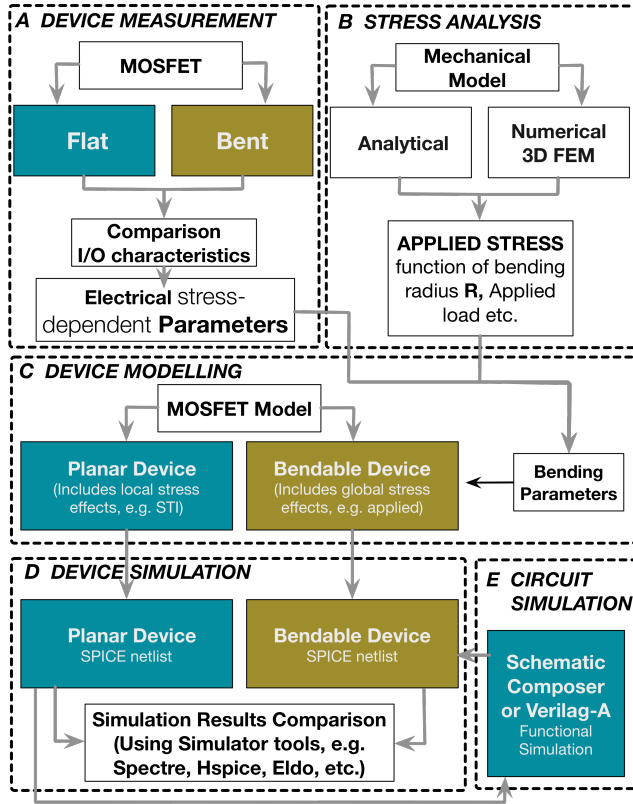 A DEVICE MEASUREMENT
MOSFET
Flat
Bent
Comparison
I/O characteristics
Electrical stress-
dependent Parameters
B STRESS ANALYSIS
Mechanical
Model
Analytical
Numerical
3D FEM
APPLIED STRESS
function of bending
radius R, Applied
load etc.
C DEVICE MODELLING
MOSFET Model
Planar Device
(Includes local stress
effects, e.g. STI)
Bendable Device
(Includes global stress
effects, e.g. applied)
Bending
Parameters
D DEVICE SIMULATION
Planar Device
SPICE netlist
Bendable Device
SPICE netlist
Simulation Results Comparison
(Using Simulator tools, e.g.
Spectre, Hspice, Eldo, etc.)
E CIRCUIT
SIMULATION
Schematic
Composer
or Verilag-A
Functional
Simulation